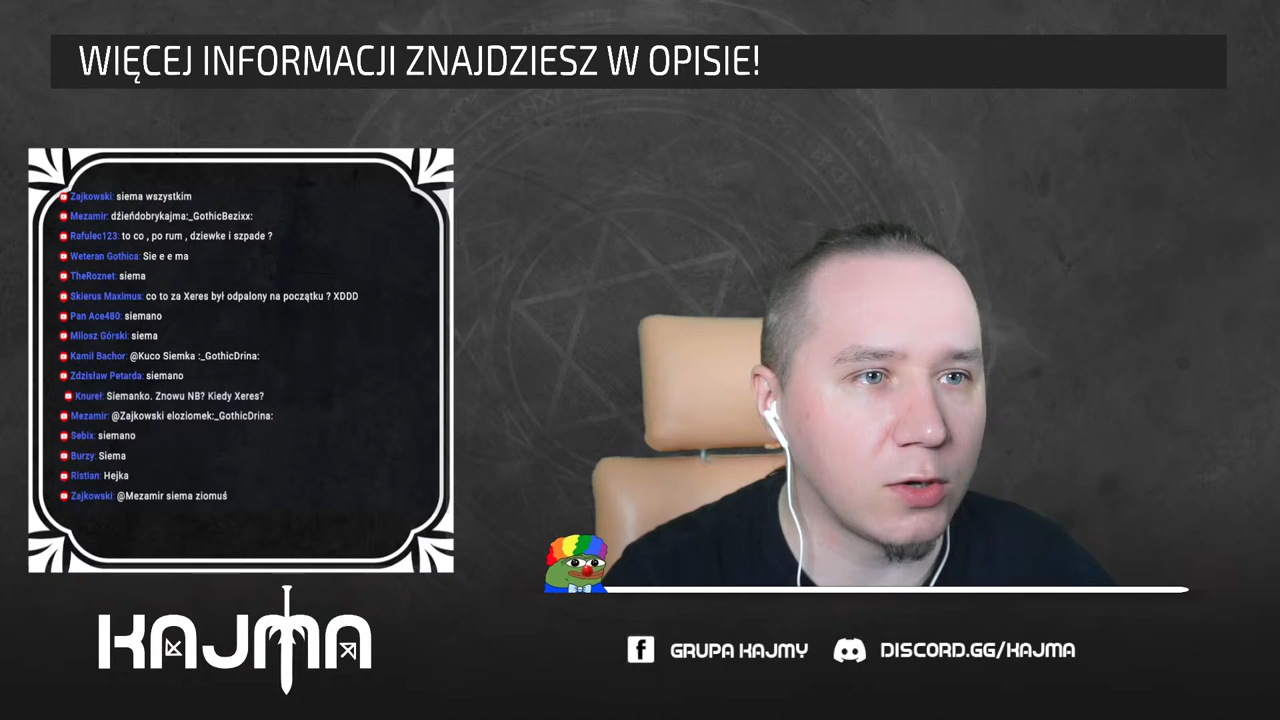 WIĘCEJ INFORMACJI ZNAJDZIESZ W OPISIE!
Zajkowski: siema wszystkim
Mezamir: dźieńdobrykajma:_GothicBezixx:
Rafulec123: to co , po rum , dziewke i szpade ?
Weteran Gothica: Sie e e ma
TheRoznet: siema
Skierus Maximus: co to za Xeres był odpalony na początku ? XDDD
Pan Ace480: siemano
Milosz Górski: siema
Kamil Bachor: @Kuco Siemka :_GothicDrina:
Zdzisław Petarda: siemano
Knureł: Siemanko. Znowu NB? Kiedy Xeres?
Mezamir: @Zajkowski eloziomek:_GothicDrina:
Sebix: siemano
Burzy: Siema
Ristian: Hejka
Zajkowski: @Mezamir siema ziomuś
KAJMA
GRUPA KAJMY
DISCORD.GG/KAJMA